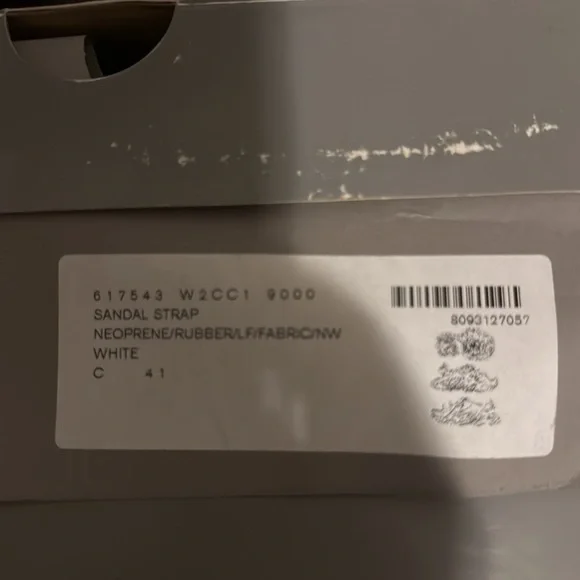 617543 W2CC1 9000
SANDAL STRAP
NEOPRENE/RUBBER/LF/FABRIC/NW
WHITE
C 41
8093127057